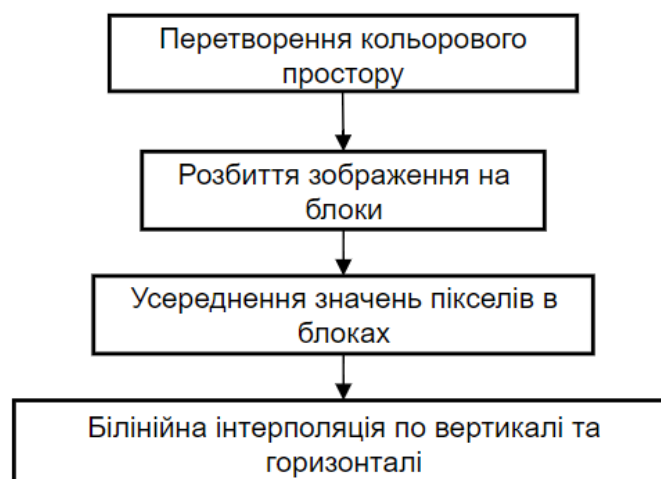 Перетворення кольорового
простору
Розбиття зображення на
блоки
Усереднення значень пікселів в
блоках
Білінійна інтерполяція по вертикалі та
горизонталі